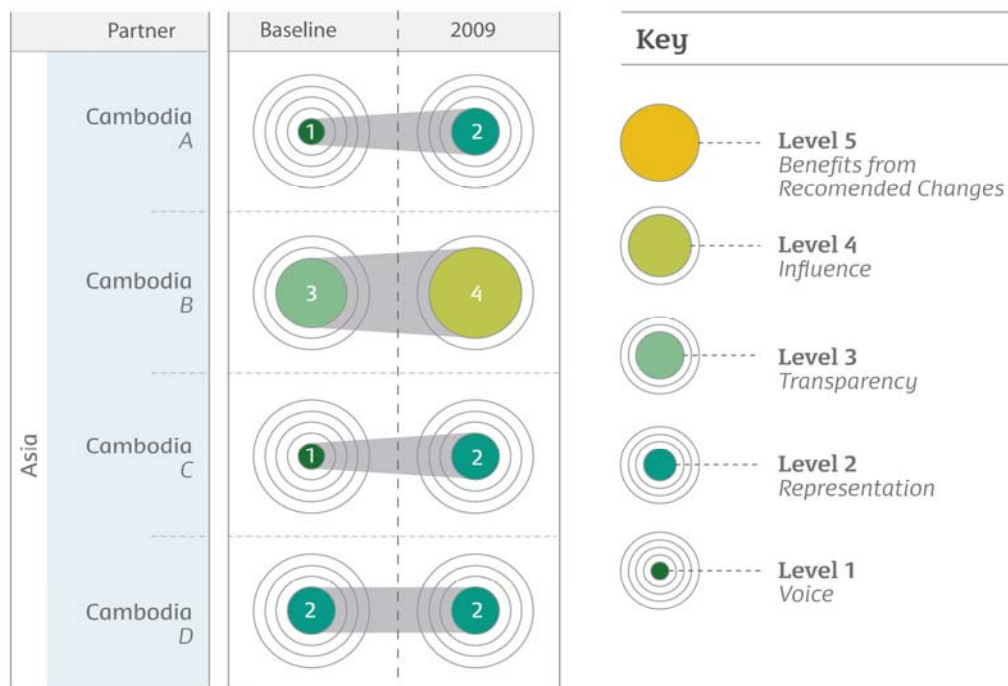 Partner Baseline 2009
Asia
Cambodia
A
1 2
Cambodia
B
3 4
Cambodia
C
1 2
Cambodia
D
2 2
Key
Level 5
Benefits from
Recomended Changes
Level 4
Influence
Level 3
Transparency
Level 2
Representation
Level 1
Voice